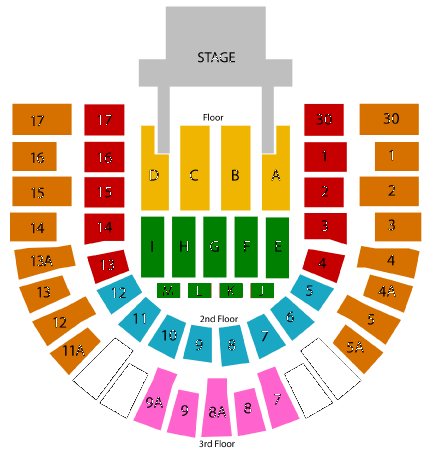 STAGE
Floor
17 17 30 30
D C B A
16 16 1 1
15 15 2 2
14 14 3 3
I H G F E
13A 13 4 4
M L K J
13 12 5 4A
2nd Floor
12 11 10 9 8 7 6 5
11A 5A
9A 9 8A 8 7
3rd Floor